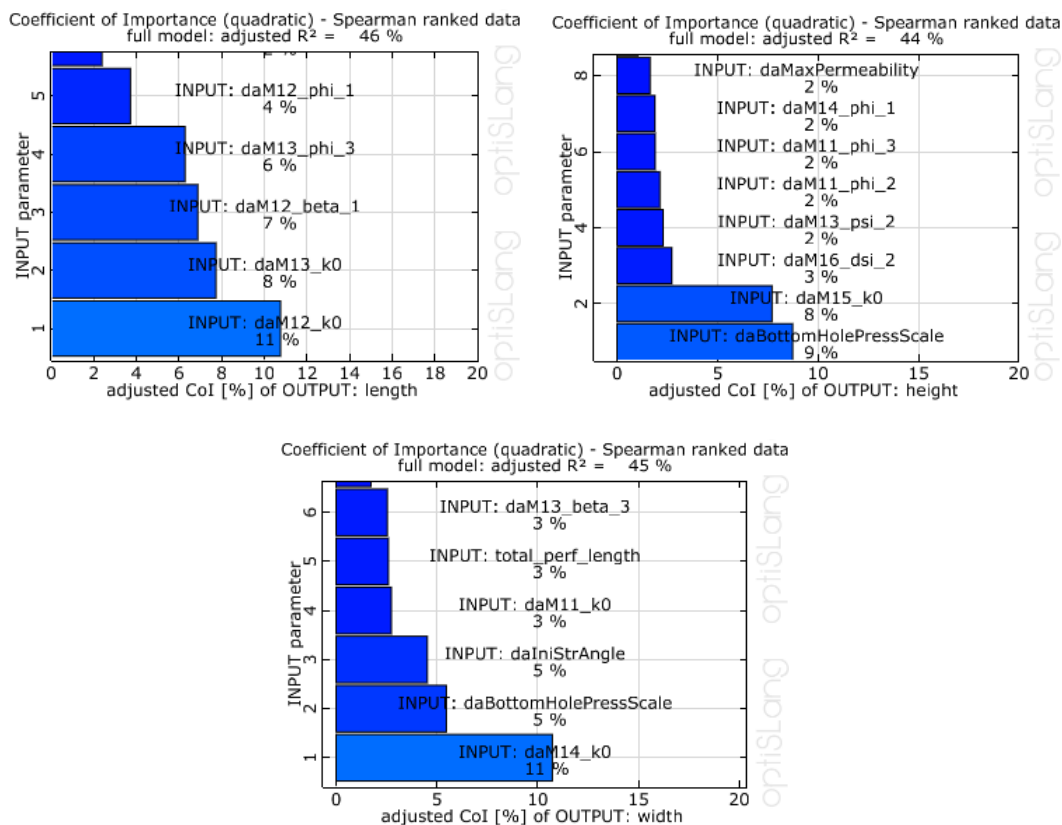 Coefficient of Importance (quadratic) - Spearman ranked data
full model: adjusted R² = 46 %
INPUT parameter
5
4
3
2
1
INPUT: daM12_phi_1
4 %
INPUT: daM13_phi_3
6 %
INPUT: daM12_beta_1
7 %
INPUT: daM13_k0
8 %
INPUT: daM12_k0
11 %
0 2 4 6 8 10 12 14 16 18 20
adjusted CoI [%] of OUTPUT: length
optiSLang
optiSLang
Coefficient of Importance (quadratic) - Spearman ranked data
full model: adjusted R² = 44 %
INPUT parameter
8
6
4
2
INPUT: daMaxPermeability
2 %
INPUT: daM14_phi_1
2 %
INPUT: daM11_phi_3
2 %
INPUT: daM11_phi_2
2 %
INPUT: daM13_psi_2
2 %
INPUT: daM16_dsi_2
3 %
INPUT: daM15_k0
8 %
INPUT: daBottomHolePressScale
9 %
0 5 10 15 20
adjusted CoI [%] of OUTPUT: height
optiSLang
optiSLang
Coefficient of Importance (quadratic) - Spearman ranked data
full model: adjusted R² = 45 %
INPUT parameter
6
5
4
3
2
1
INPUT: daM13_beta_3
3 %
INPUT: total_perf_length
3 %
INPUT: daM11_k0
3 %
INPUT: daIniStrAngle
5 %
INPUT: daBottomHolePressScale
5 %
INPUT: daM14_k0
11 %
0 5 10 15 20
adjusted CoI [%] of OUTPUT: width
optiSLang
optiSLang